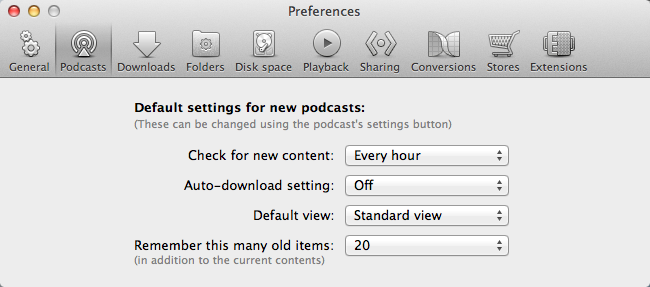 Preferences
General Podcasts Downloads Folders Disk space Playback Sharing Conversions Stores Extensions
Default settings for new podcasts:
(These can be changed using the podcast's settings button)
Check for new content: Every hour
Auto-download setting: Off
Default view: Standard view
Remember this many old items: 20
(in addition to the current contents)